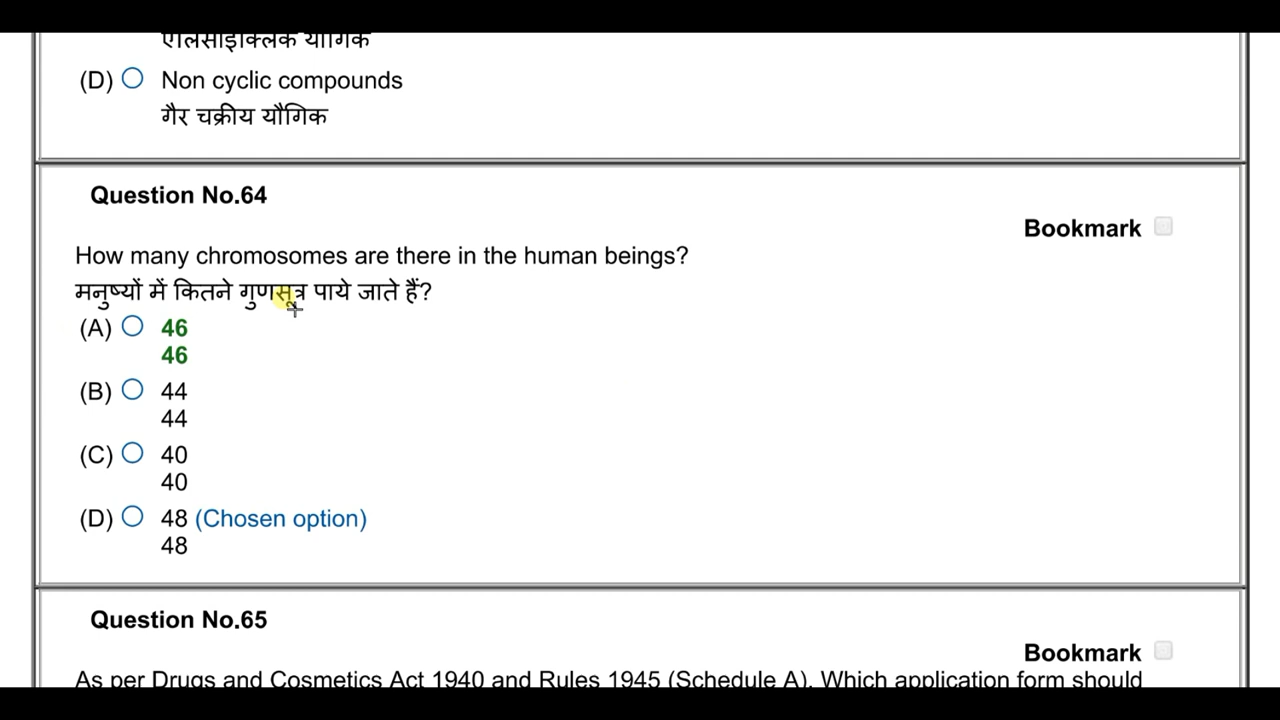 एलिसाइक्लिक यौगिक
(D) Non cyclic compounds
गैर चक्रीय यौगिक
Question No.64
Bookmark
How many chromosomes are there in the human beings?
मनुष्यों में कितने गुणसूत्र पाये जाते हैं?
(A) 46
46
(B) 44
44
(C) 40
40
(D) 48 (Chosen option)
48
Question No.65
Bookmark
As per Drugs and Cosmetics Act 1940 and Rules 1945 (Schedule A), Which application form should